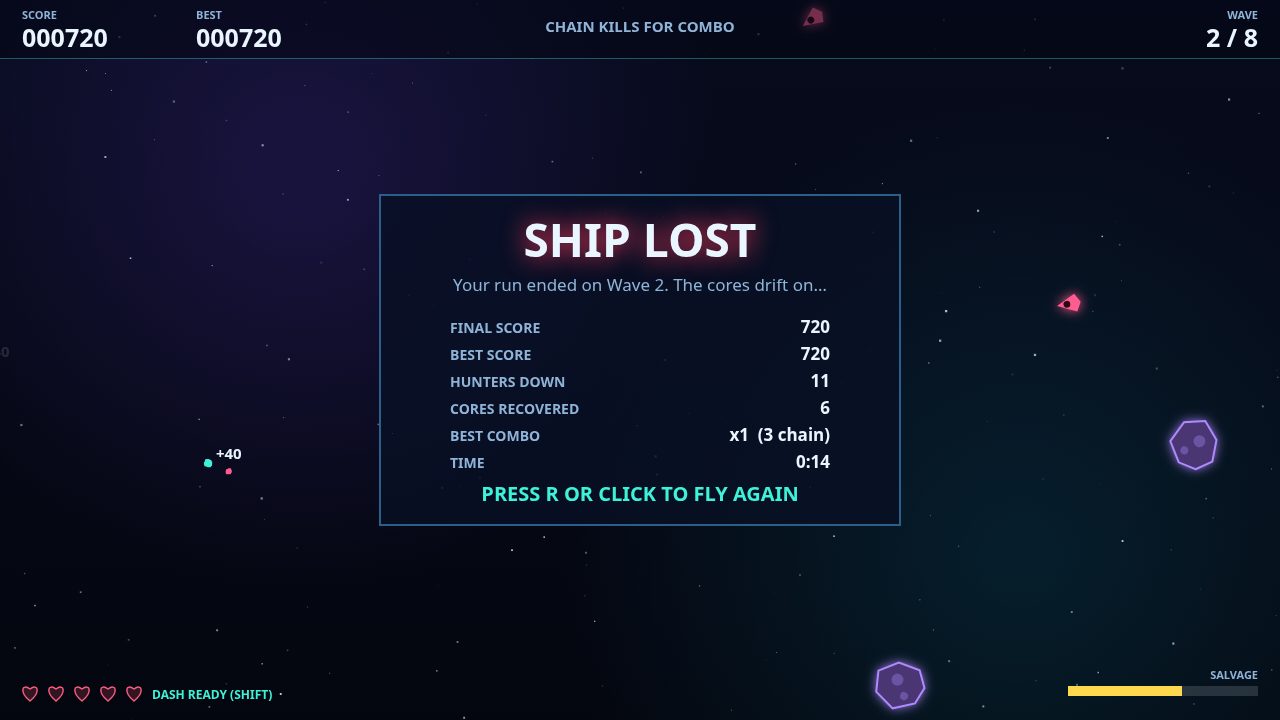 SCORE
000720
BEST
000720
CHAIN KILLS FOR COMBO
WAVE
2 / 8
SHIP LOST
Your run ended on Wave 2. The cores drift on...
FINAL SCORE 720
BEST SCORE 720
HUNTERS DOWN 11
CORES RECOVERED 6
BEST COMBO x1 (3 chain)
TIME 0:14
PRESS R OR CLICK TO FLY AGAIN
+40
DASH READY (SHIFT)
SALVAGE